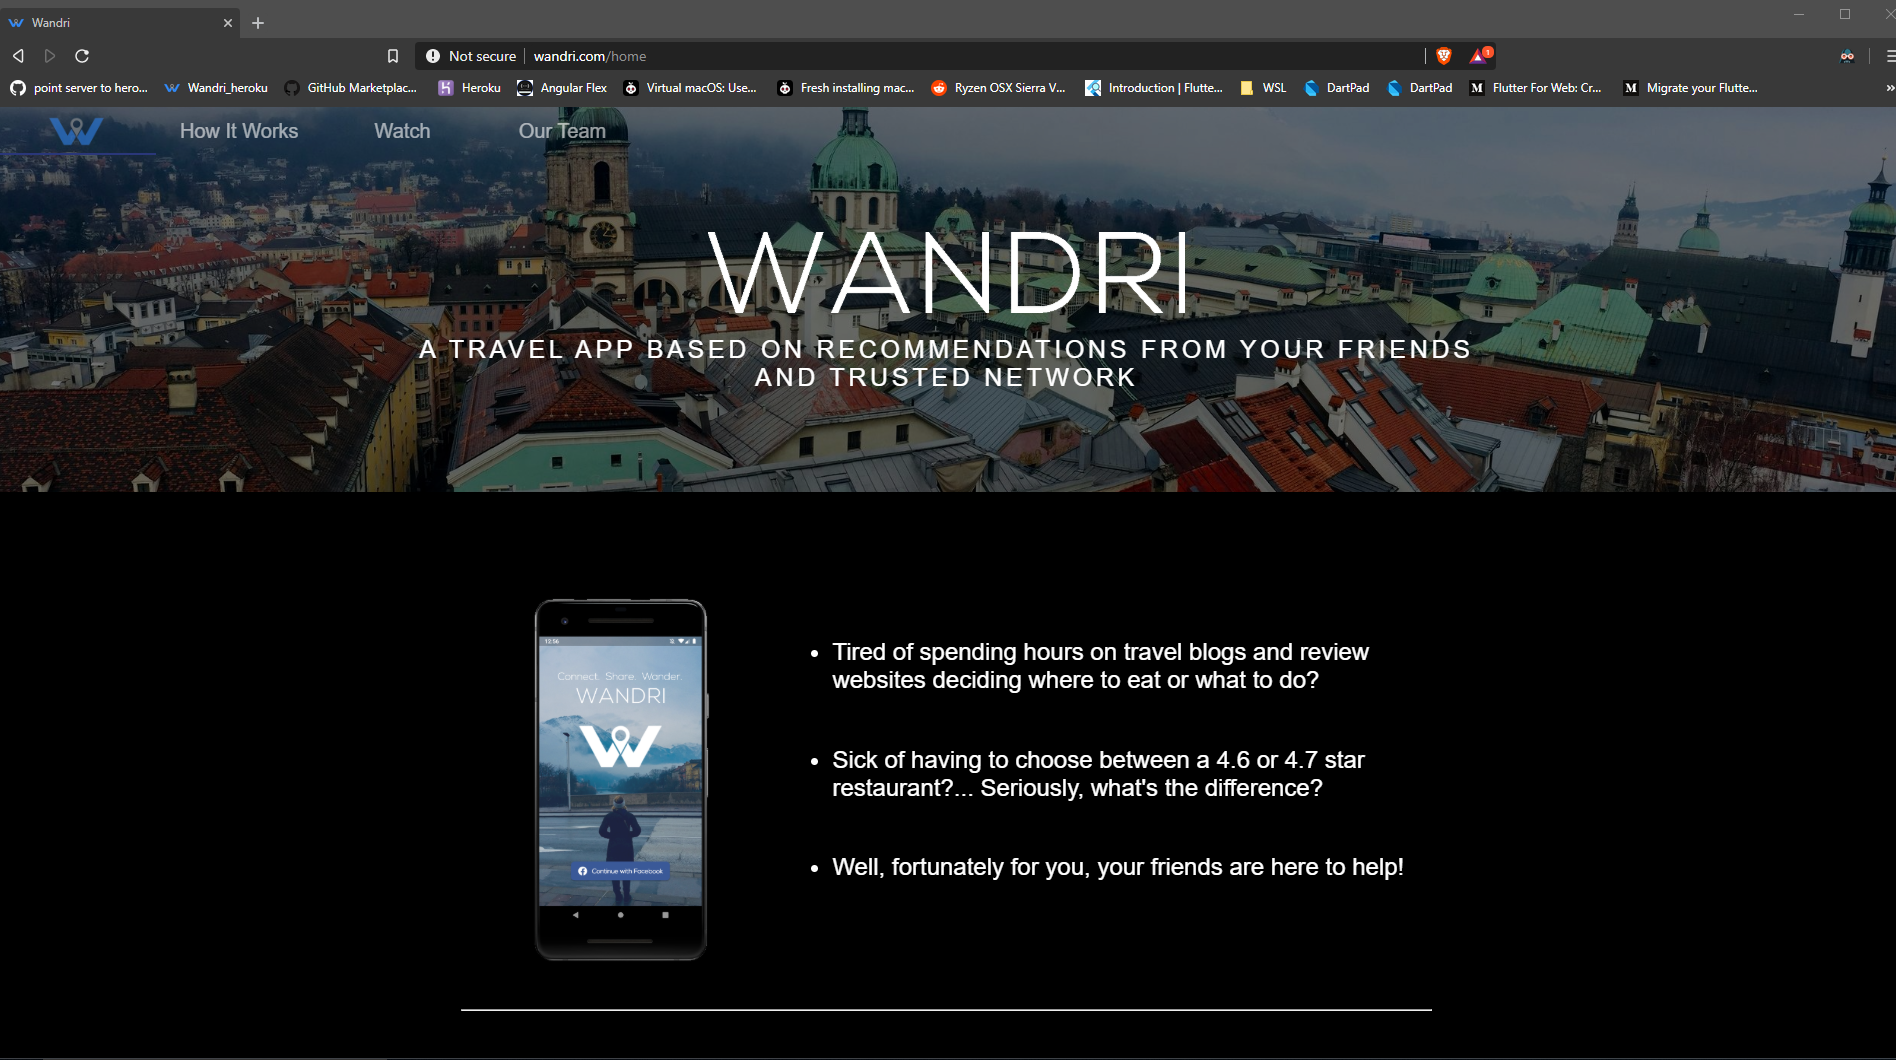 Wandri
Not secure wandri.com/home
1
point server to hero... Wandri_heroku GitHub Marketplac... Heroku Angular Flex Virtual macOS: Use... Fresh installing mac... Ryzen OSX Sierra V... Introduction | Flutte... WSL DartPad DartPad Flutter For Web: Cr... Migrate your Flutte...
How It Works Watch Our Team
WANDRI
A TRAVEL APP BASED ON RECOMMENDATIONS FROM YOUR FRIENDS
AND TRUSTED NETWORK
12:56
Connect. Share. Wander.
WANDRI
Continue with Facebook
• Tired of spending hours on travel blogs and review
websites deciding where to eat or what to do?
• Sick of having to choose between a 4.6 or 4.7 star
restaurant?... Seriously, what's the difference?
• Well, fortunately for you, your friends are here to help!